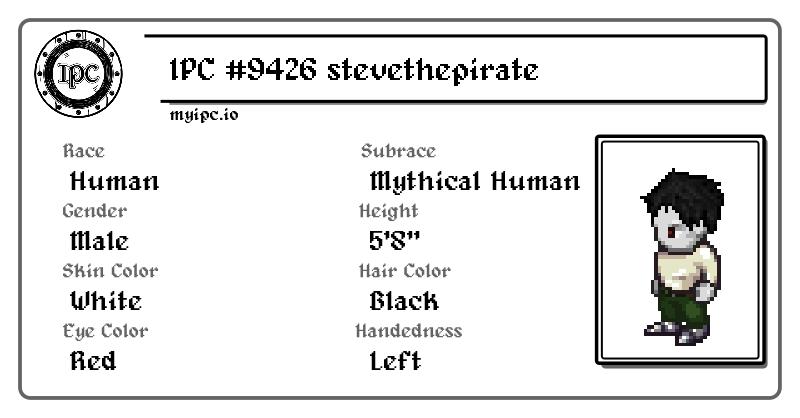 IPC
IPC #9426 stevethepirate
myipc.io
Race
Human
Subrace
Mythical Human
Gender
Male
Height
5'8"
Skin Color
White
Hair Color
Black
Eye Color
Red
Handedness
Left